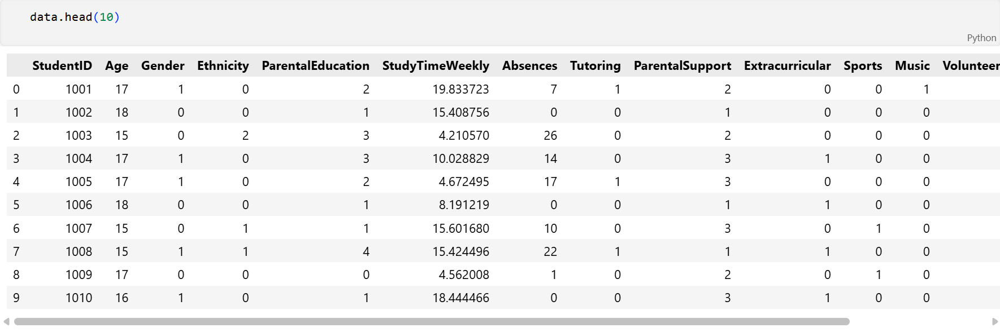 data.head(10)
Python
StudentID Age Gender Ethnicity ParentalEducation StudyTimeWeekly Absences Tutoring ParentalSupport Extracurricular Sports Music Volunteer
0 1001 17 1 0 2 19.833723 7 1 2 0 0 1
1 1002 18 0 0 1 15.408756 0 0 1 0 0 0
2 1003 15 0 2 3 4.210570 26 0 2 0 0 0
3 1004 17 1 0 3 10.028829 14 0 3 1 0 0
4 1005 17 1 0 2 4.672495 17 1 3 0 0 0
5 1006 18 0 0 1 8.191219 0 0 1 1 0 0
6 1007 15 0 1 1 15.601680 10 0 3 0 1 0
7 1008 15 1 1 4 15.424496 22 1 1 1 0 0
8 1009 17 0 0 0 4.562008 1 0 2 0 1 0
9 1010 16 1 0 1 18.444466 0 0 3 1 0 0